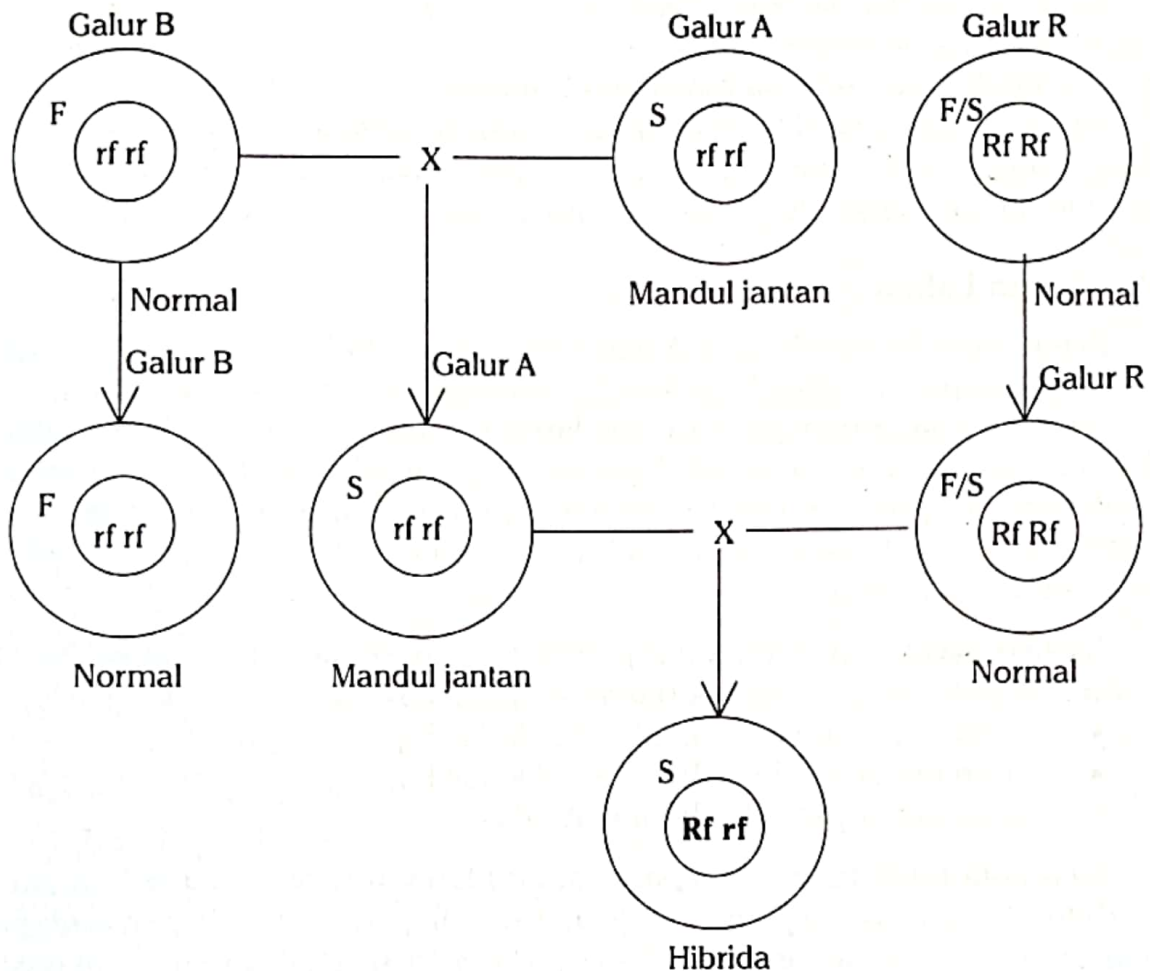 Galur B Galur A Galur R
F S F/S
rf rf X rf rf Rf Rf
Normal Mandul jantan Normal
Galur B Galur A Galur R
F S F/S
rf rf rf rf X Rf Rf
Normal Mandul jantan Normal
S
Rf rf
Hibrida